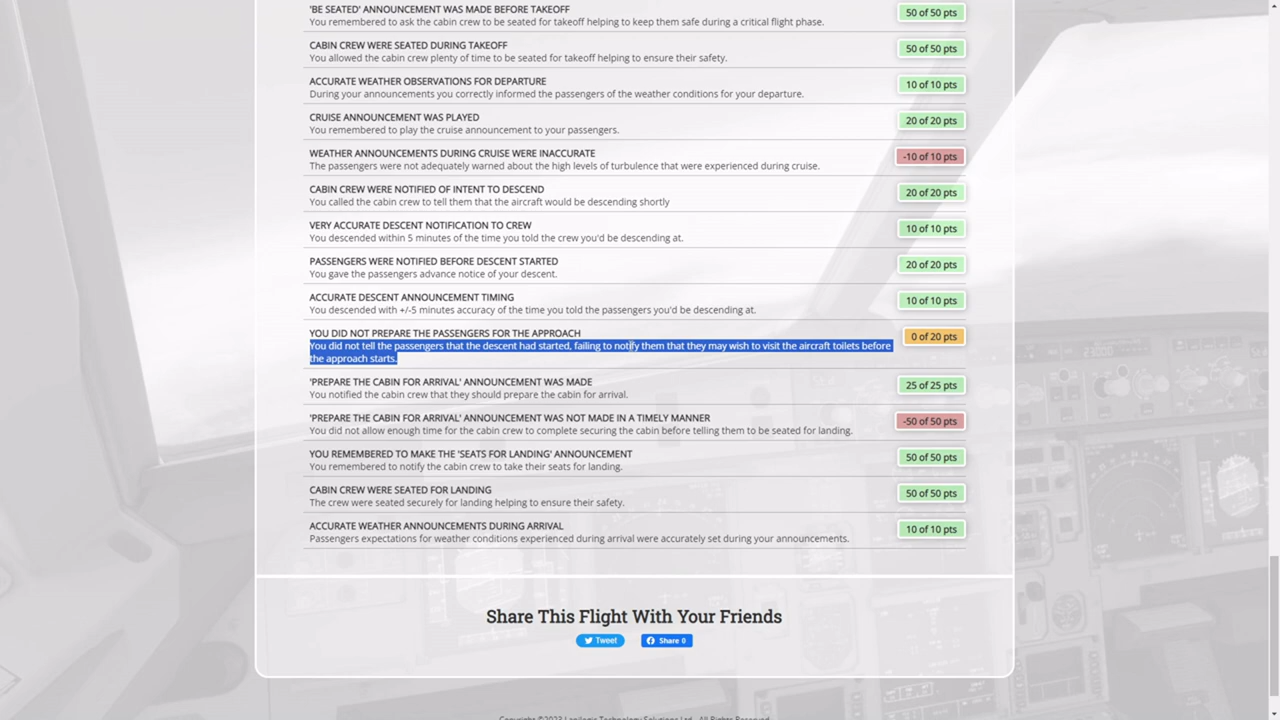 'BE SEATED' ANNOUNCEMENT WAS MADE BEFORE TAKEOFF
50 of 50 pts
You remembered to ask the cabin crew to be seated for takeoff helping to keep them safe during a critical flight phase.
CABIN CREW WERE SEATED DURING TAKEOFF
50 of 50 pts
You allowed the cabin crew plenty of time to be seated for takeoff helping to ensure their safety.
ACCURATE WEATHER OBSERVATIONS FOR DEPARTURE
10 of 10 pts
During your announcements you correctly informed the passengers of the weather conditions for your departure.
CRUISE ANNOUNCEMENT WAS PLAYED
20 of 20 pts
You remembered to play the cruise announcement to your passengers.
WEATHER ANNOUNCEMENTS DURING CRUISE WERE INACCURATE
-10 of 10 pts
The passengers were not adequately warned about the high levels of turbulence that were experienced during cruise.
CABIN CREW WERE NOTIFIED OF INTENT TO DESCEND
20 of 20 pts
You called the cabin crew to tell them that the aircraft would be descending shortly
VERY ACCURATE DESCENT NOTIFICATION TO CREW
10 of 10 pts
You descended within 5 minutes of the time you told the crew you'd be descending at.
PASSENGERS WERE NOTIFIED BEFORE DESCENT STARTED
20 of 20 pts
You gave the passengers advance notice of your descent.
ACCURATE DESCENT ANNOUNCEMENT TIMING
10 of 10 pts
You descended with +/-5 minutes accuracy of the time you told the passengers you'd be descending at.
YOU DID NOT PREPARE THE PASSENGERS FOR THE APPROACH
0 of 20 pts
You did not tell the passengers that the descent had started, failing to notify them that they may wish to visit the aircraft toilets before
the approach starts.
'PREPARE THE CABIN FOR ARRIVAL' ANNOUNCEMENT WAS MADE
25 of 25 pts
You notified the cabin crew that they should prepare the cabin for arrival.
'PREPARE THE CABIN FOR ARRIVAL' ANNOUNCEMENT WAS NOT MADE IN A TIMELY MANNER
-50 of 50 pts
You did not allow enough time for the cabin crew to complete securing the cabin before telling them to be seated for landing.
YOU REMEMBERED TO MAKE THE 'SEATS FOR LANDING' ANNOUNCEMENT
50 of 50 pts
You remembered to notify the cabin crew to take their seats for landing.
CABIN CREW WERE SEATED FOR LANDING
50 of 50 pts
The crew were seated securely for landing helping to ensure their safety.
ACCURATE WEATHER ANNOUNCEMENTS DURING ARRIVAL
10 of 10 pts
Passengers expectations for weather conditions experienced during arrival were accurately set during your announcements.
Share This Flight With Your Friends
Tweet
Share 0
Copyright ©2023